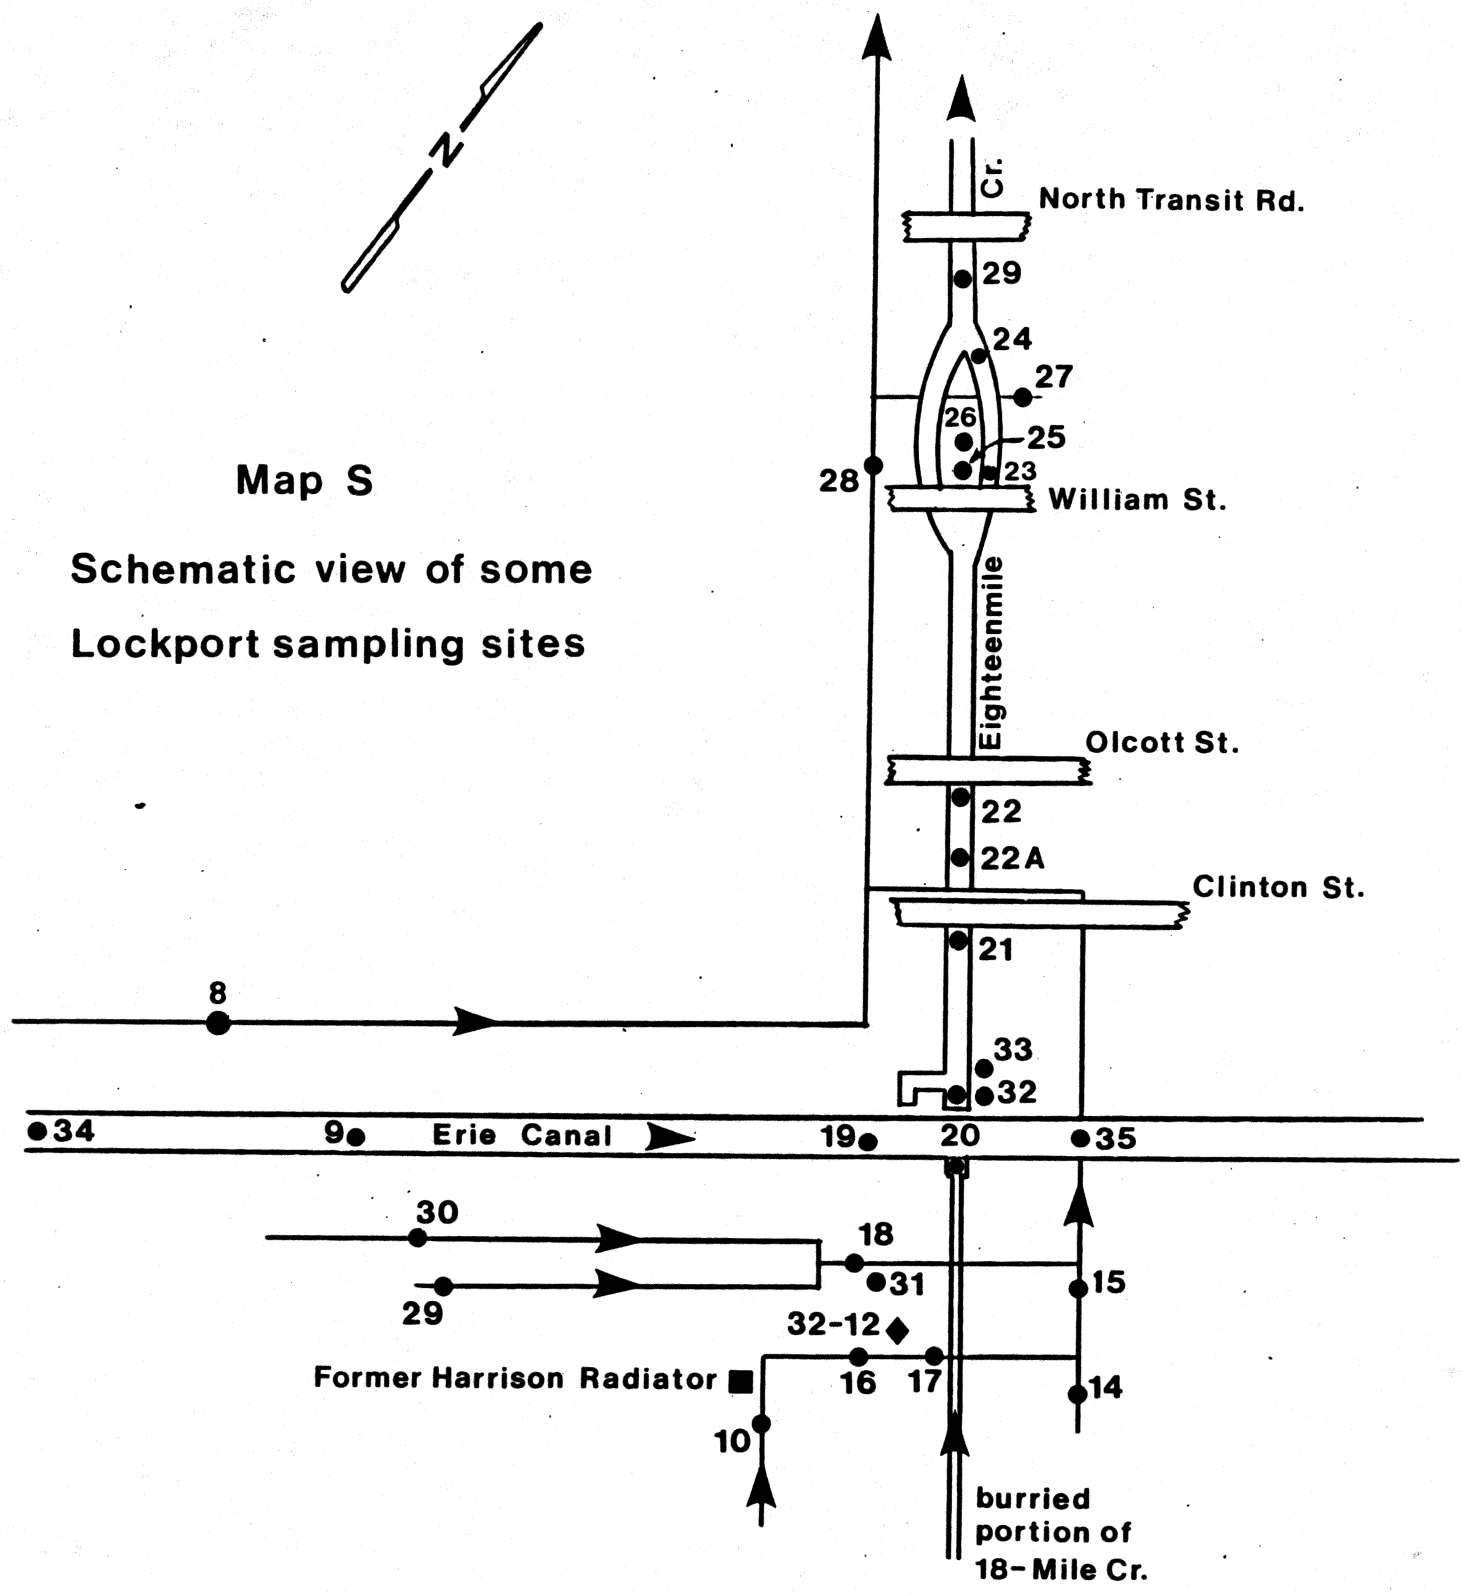 N
Cr.
North Transit Rd.
29
24
27
26
25
28
23
William St.
Map S
Schematic view of some
Lockport sampling sites
Eighteenmile
Olcott St.
22
22A
Clinton St.
21
8
33
32
34
9
Erie Canal
19
20
35
30
18
31
15
29
32-12
Former Harrison Radiator
16
17
14
10
burried
portion of
18-Mile Cr.